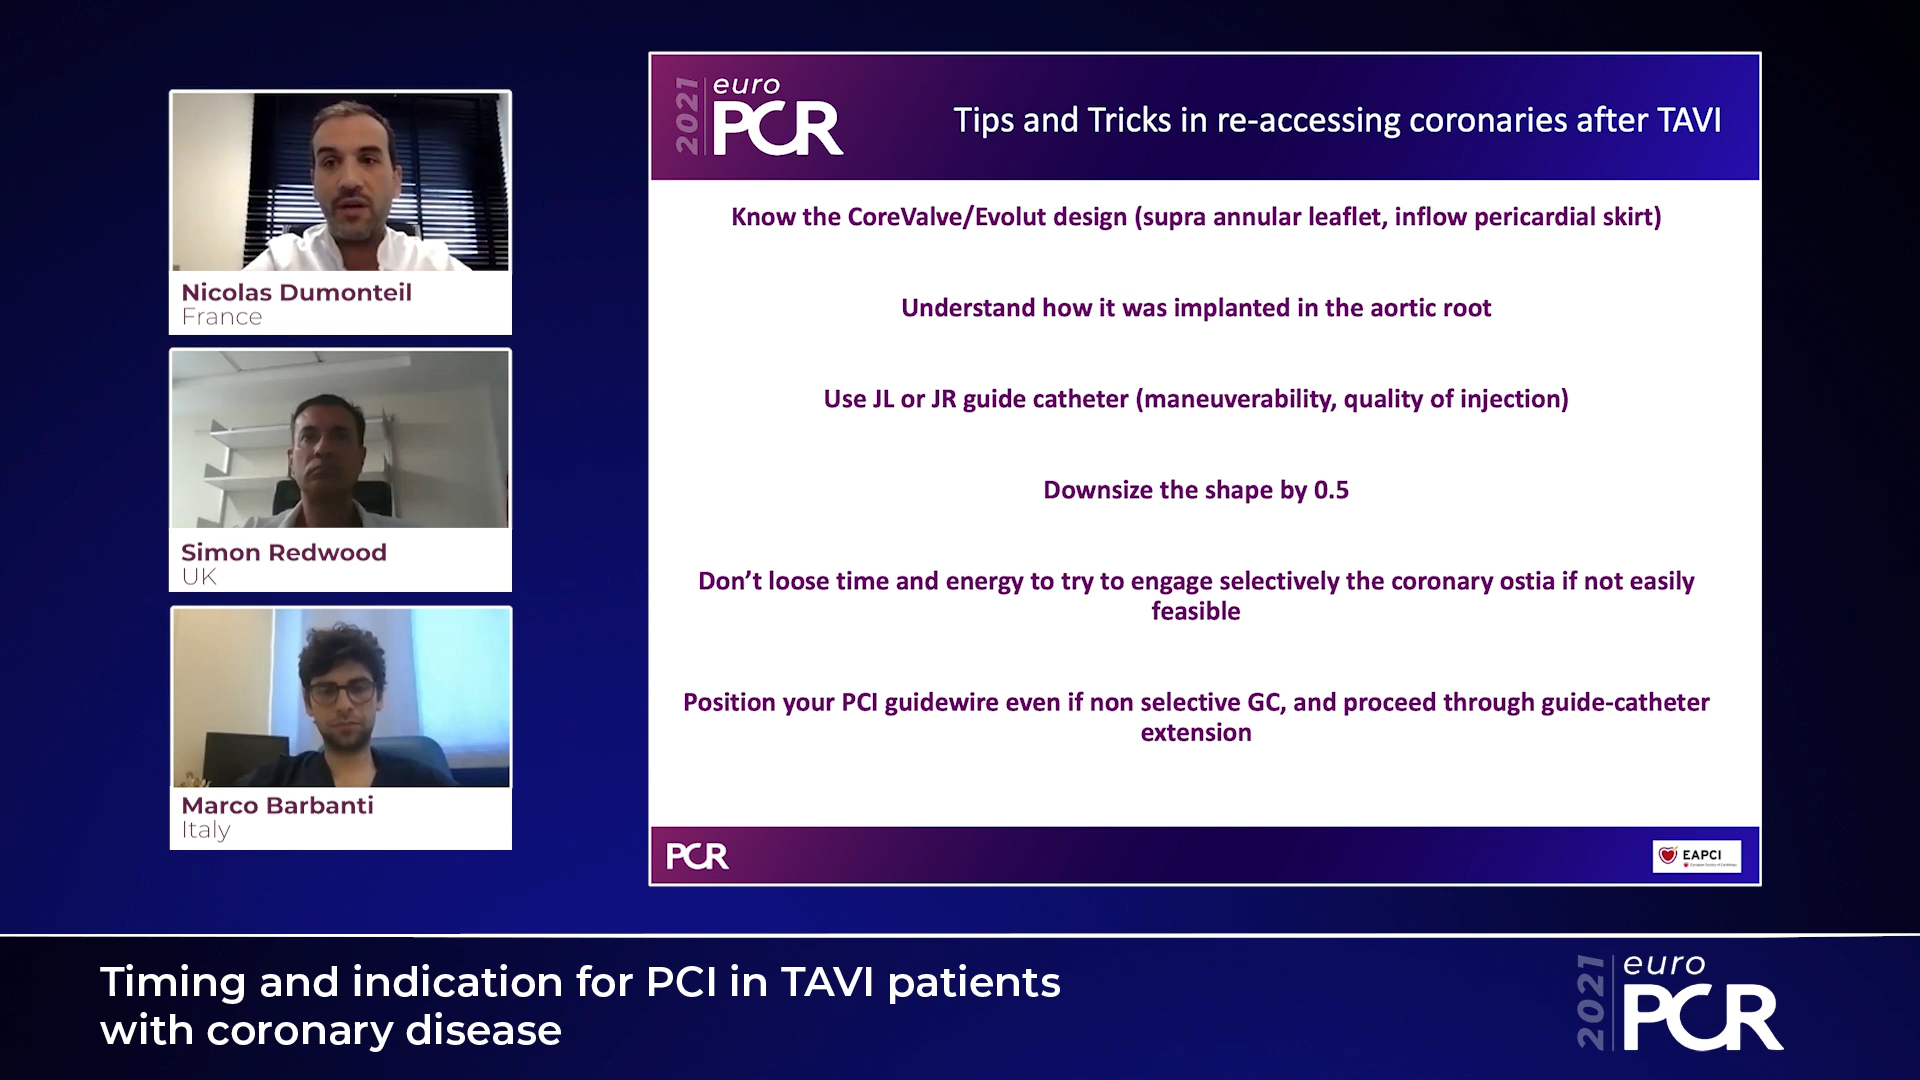 Nicolas Dumonteil
France
Simon Redwood
UK
Marco Barbanti
Italy
2021
euro
PCR
Tips and Tricks in re-accessing coronaries after TAVI
Know the CoreValve/Evolut design (supra annular leaflet, inflow pericardial skirt)
Understand how it was implanted in the aortic root
Use JL or JR guide catheter (maneuverability, quality of injection)
Downsize the shape by 0.5
Don’t loose time and energy to try to engage selectively the coronary ostia if not easily
feasible
Position your PCI guidewire even if non selective GC, and proceed through guide-catheter
extension
PCR
EAPCI
Timing and indication for PCI in TAVI patients
with coronary disease
2021
euro
PCR